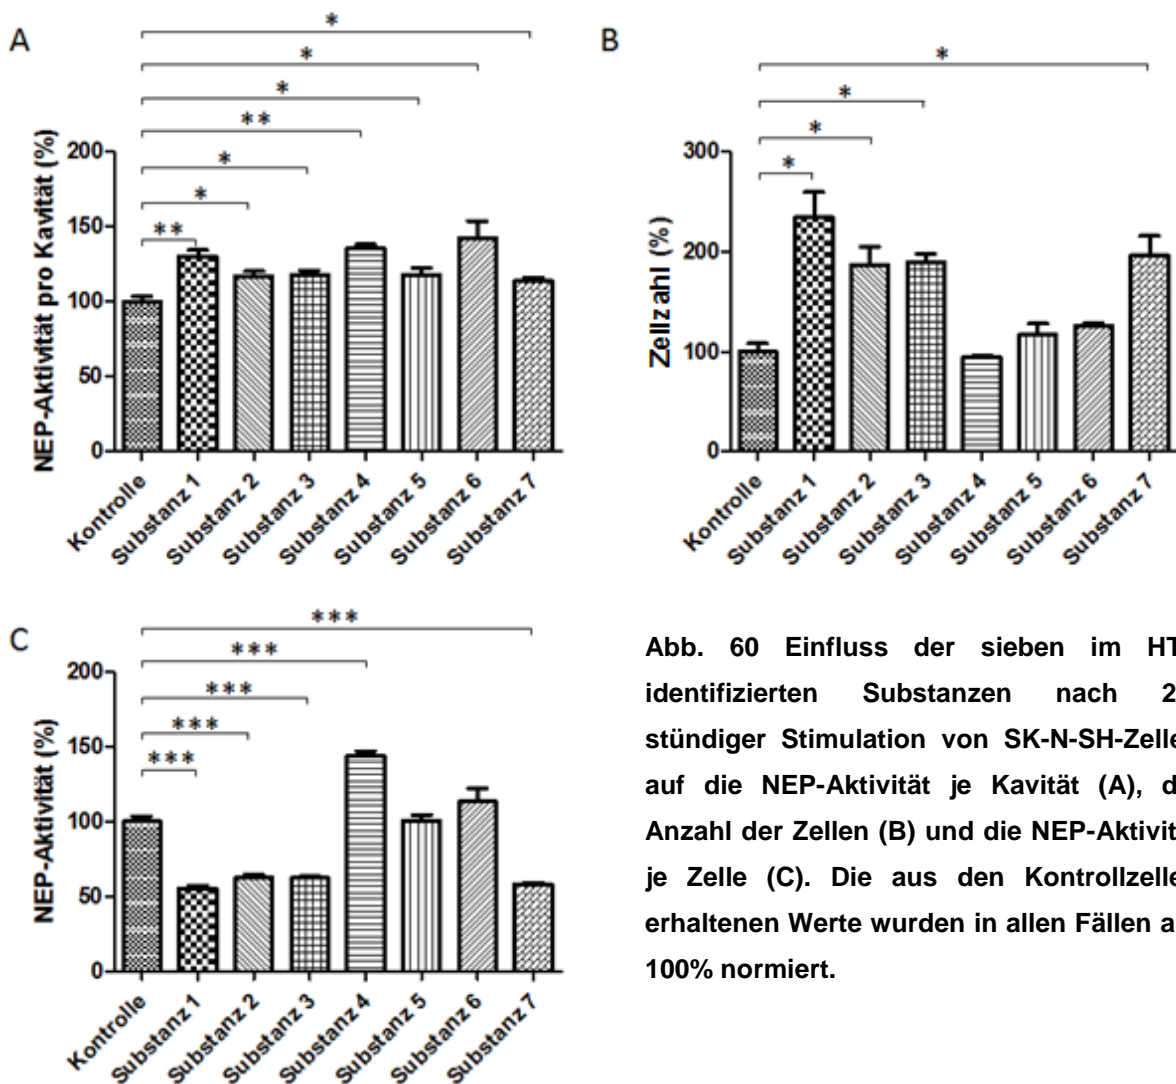 A
*
*
*
**
*
*
**
NEP-Aktivität pro Kavität (%)
200
150
100
50
0
Kontrolle
Substanz 1
Substanz 2
Substanz 3
Substanz 4
Substanz 5
Substanz 6
Substanz 7
B
*
*
*
*
Zellzahl (%)
300
200
100
0
Kontrolle
Substanz 1
Substanz 2
Substanz 3
Substanz 4
Substanz 5
Substanz 6
Substanz 7
C
***
***
***
***
***
NEP-Aktivität (%)
200
150
100
50
0
Kontrolle
Substanz 1
Substanz 2
Substanz 3
Substanz 4
Substanz 5
Substanz 6
Substanz 7
Abb. 60 Einfluss der sieben im HT
identifizierten Substanzen nach 2
stündiger Stimulation von SK-N-SH-Zelle
auf die NEP-Aktivität je Kavität (A), d
Anzahl der Zellen (B) und die NEP-Aktivit
je Zelle (C). Die aus den Kontrollzelle
erhaltenen Werte wurden in allen Fällen a
100% normiert.